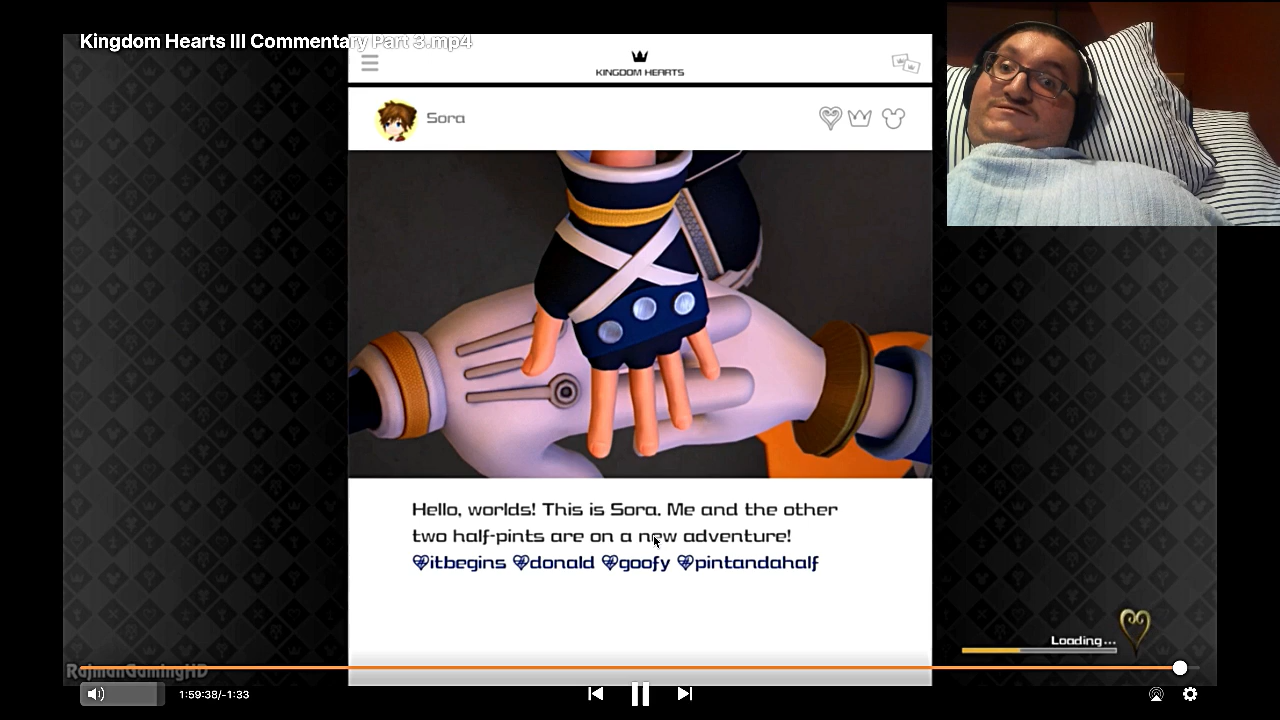 Kingdom Hearts III Commentary Part 3.mp4
KINGDOM HEARTS
Sora
Hello, worlds! This is Sora. Me and the other
two half-pints are on a new adventure!
itbegins donald goofy pintandahalf
Loading...
RajmanGamingHD
1:59:38/-1:33